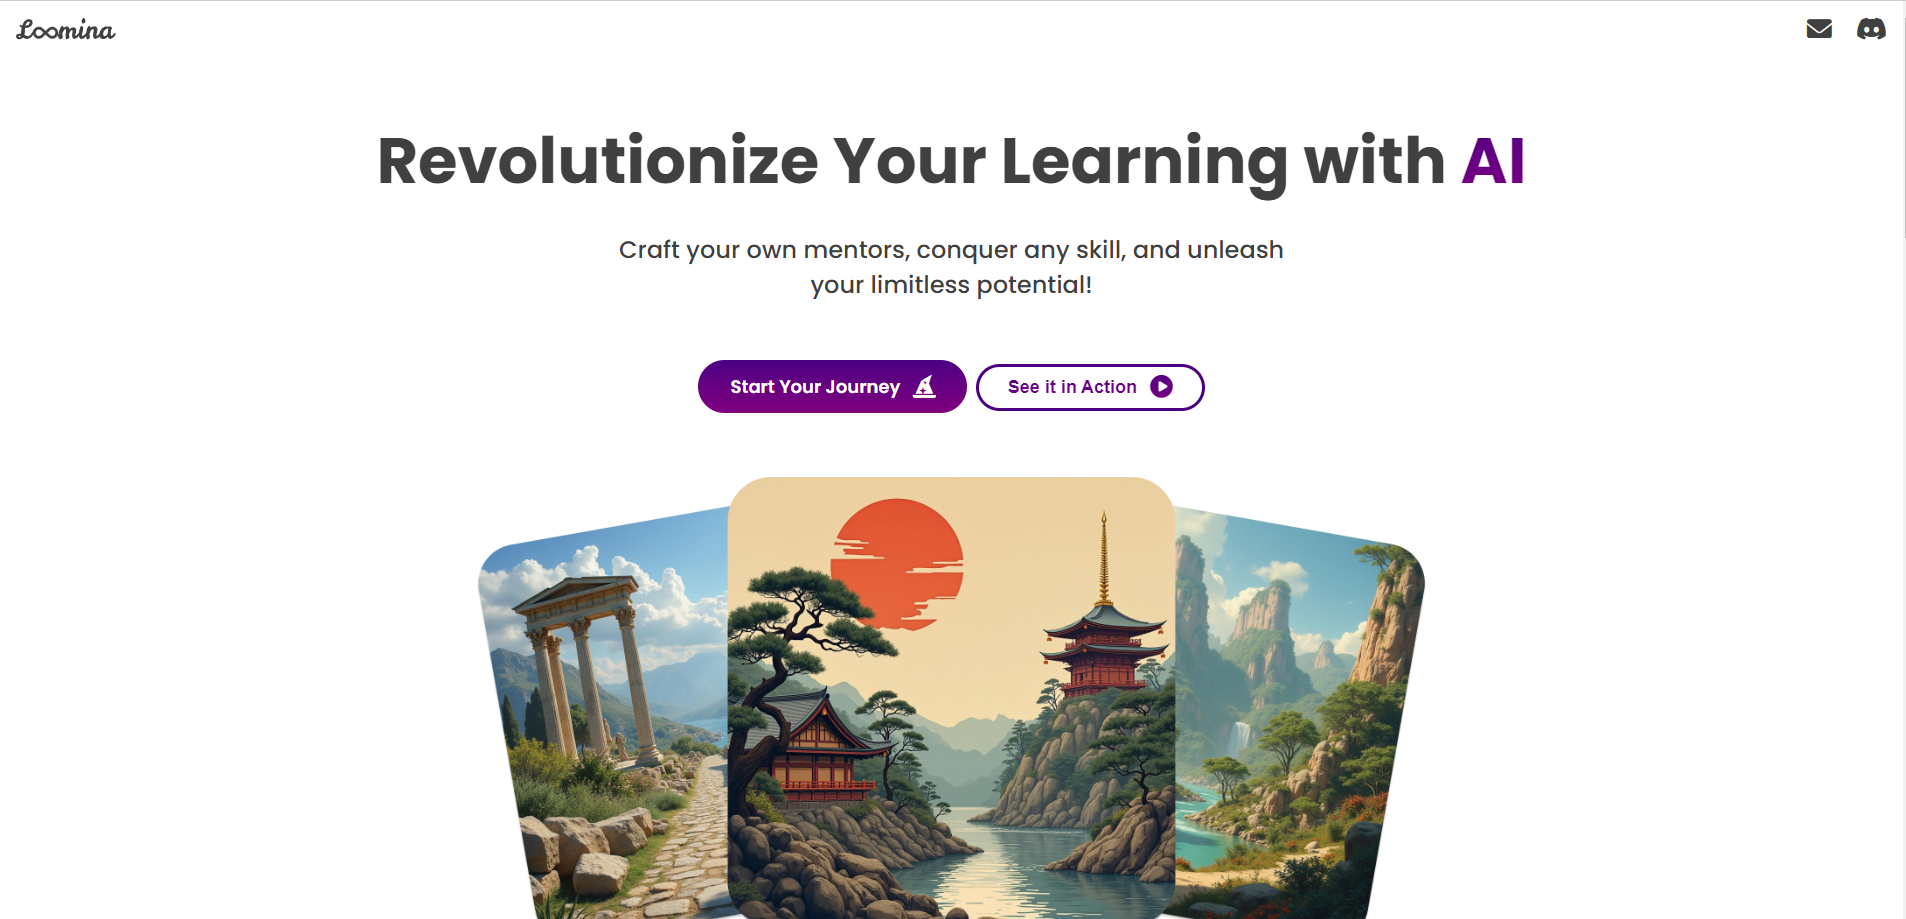 Loomina
Revolutionize Your Learning with AI
Craft your own mentors, conquer any skill, and unleash
your limitless potential!
Start Your Journey
See it in Action